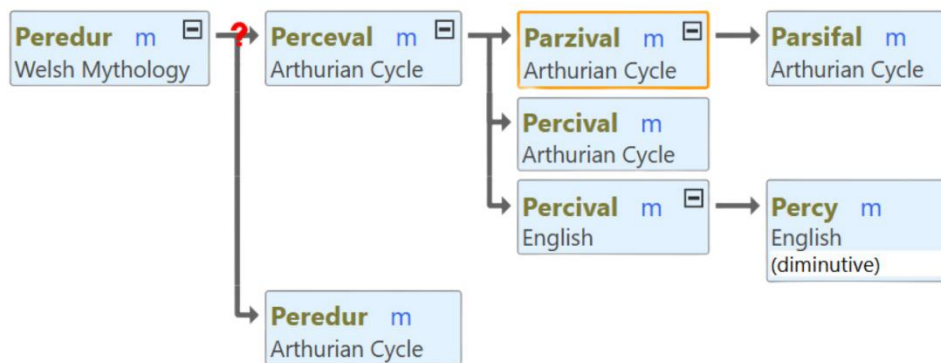 Peredur m
Welsh Mythology
?
Perceval m
Arthurian Cycle
Parzival m
Arthurian Cycle
Parsifal m
Arthurian Cycle
Percival m
Arthurian Cycle
Percival m
English
Percy m
English
(diminutive)
Peredur m
Arthurian Cycle